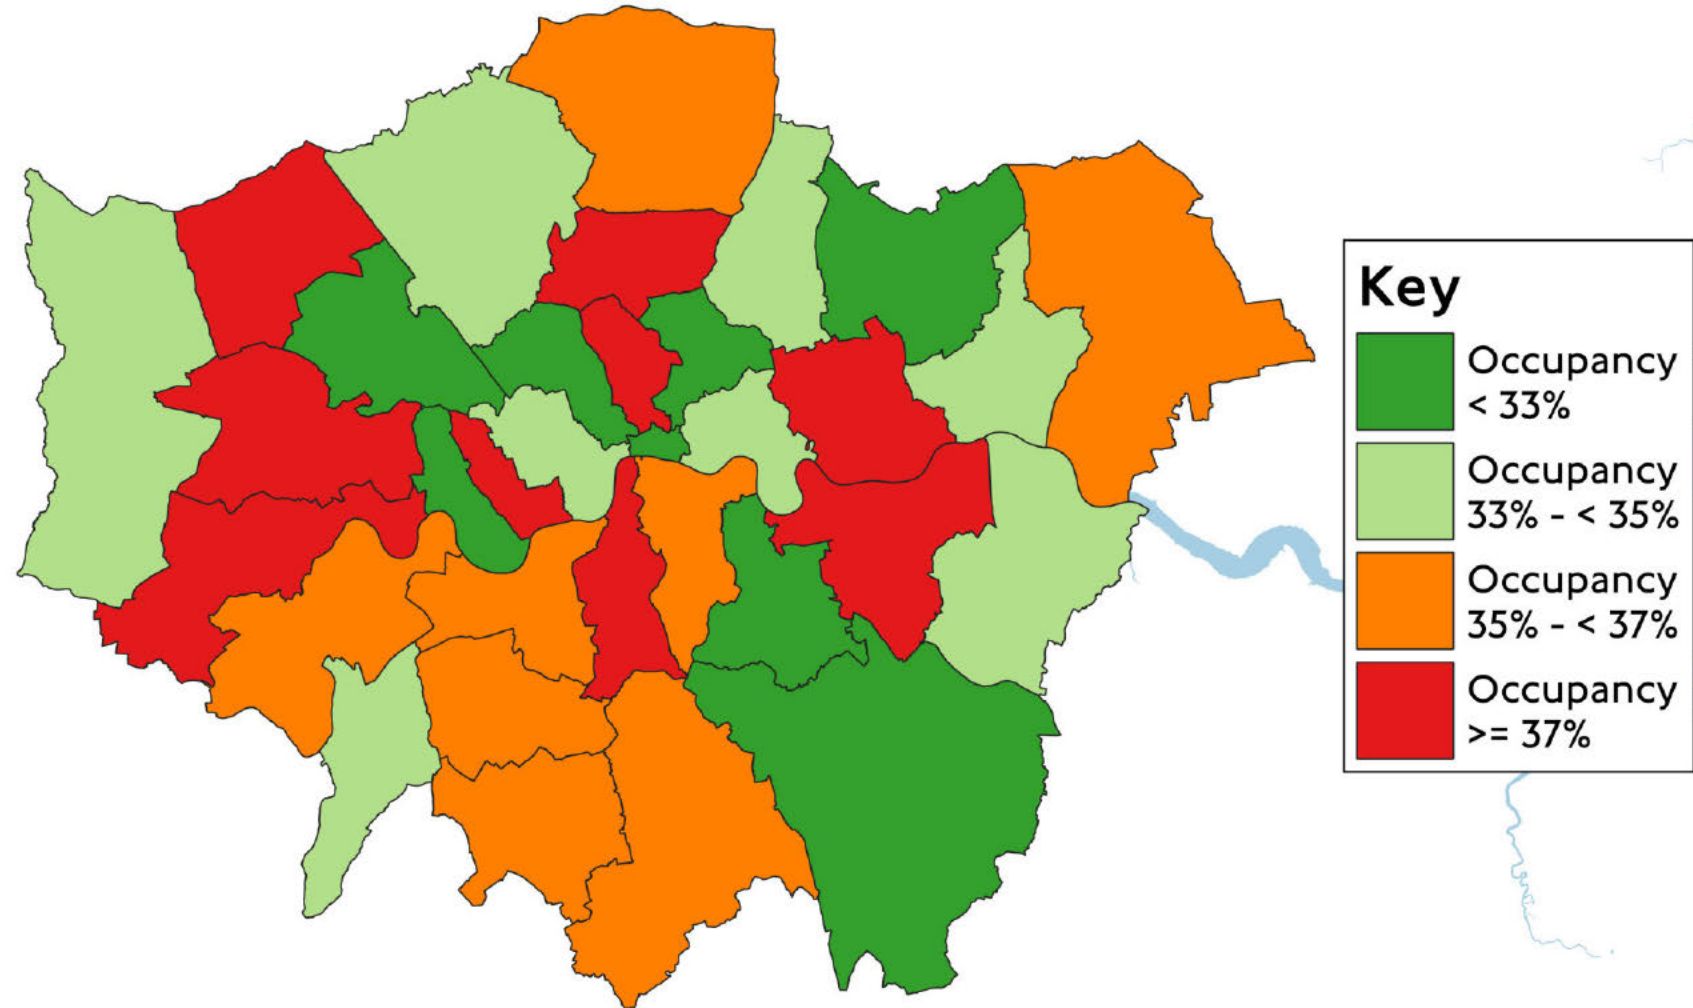 Key
Occupancy
< 33%
Occupancy
33% - < 35%
Occupancy
35% - < 37%
Occupancy
>= 37%